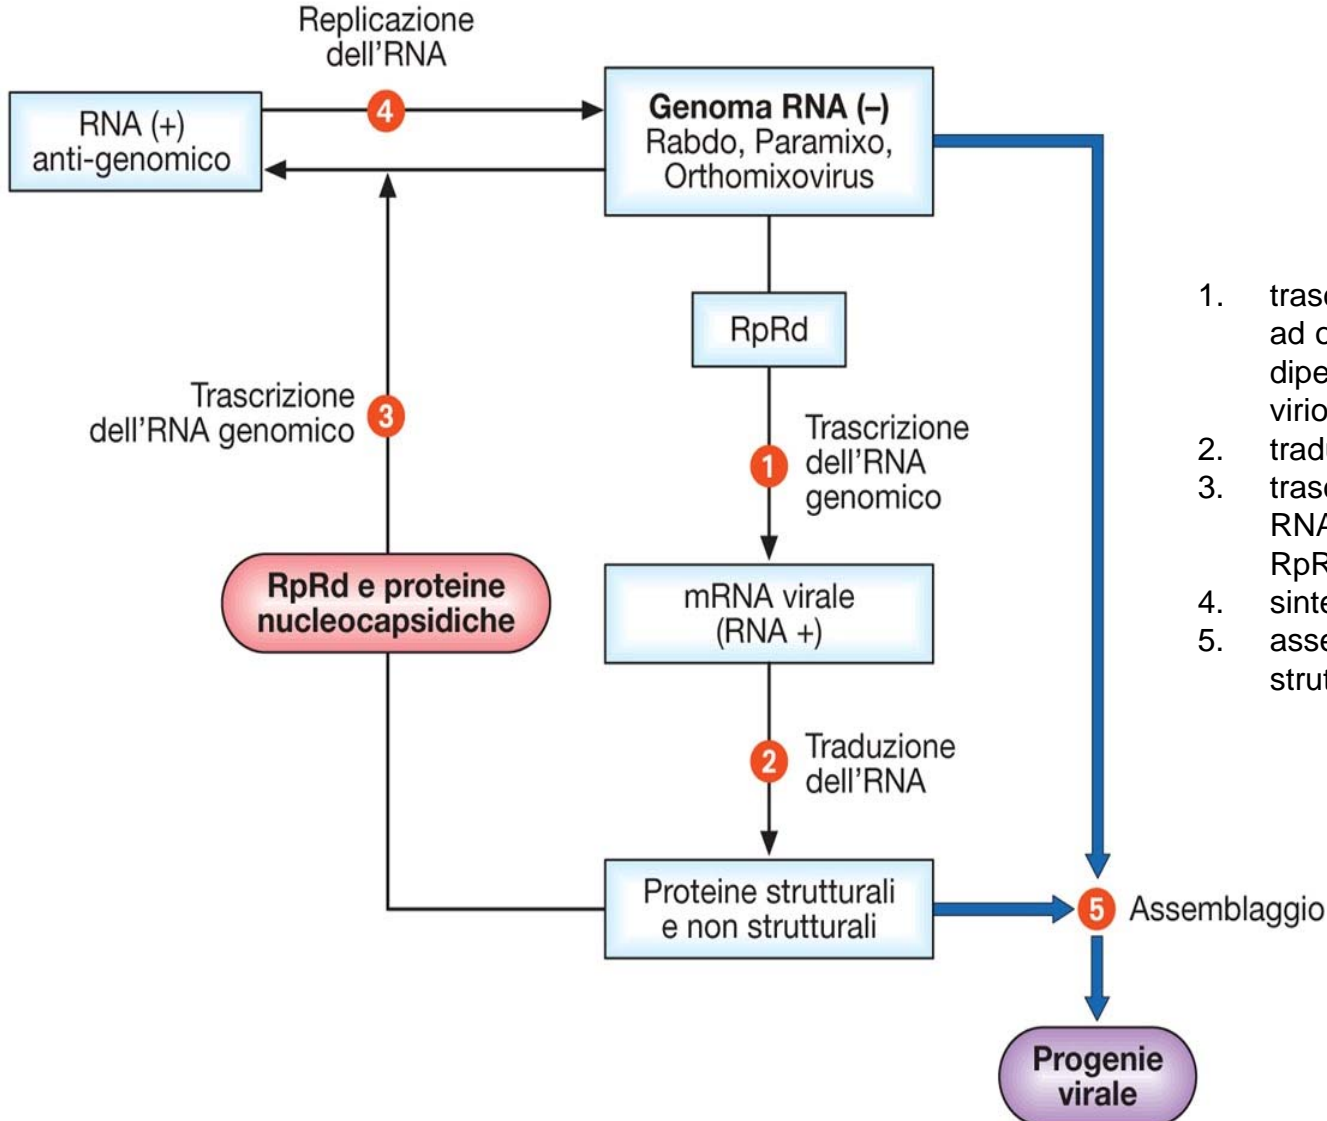 Replicazione
dell'RNA
4
RNA (+)
anti-genomico
Genoma RNA (–)
Rabdo, Paramixo,
Orthomixovirus
RpRd
Trascrizione
dell'RNA genomico
3
1
Trascrizione
dell'RNA
genomico
RpRd e proteine
nucleocapsidiche
mRNA virale
(RNA +)
2
Traduzione
dell'RNA
Proteine strutturali
e non strutturali
5
Assemblaggio
Progenie
virale
1.
ad
2.
3.
RNA
4.
5.